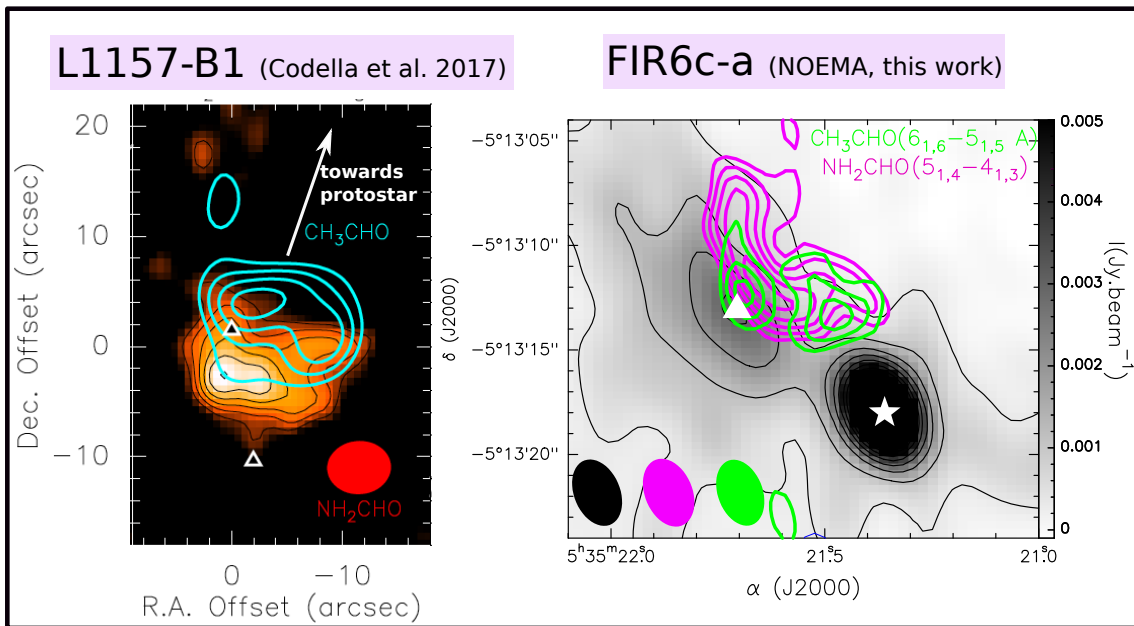 L1157-B1 (Codella et al. 2017)
FIR6c-a (NOEMA, this work)
20
10
0
−10
Dec. Offset (arcsec)
towards
protostar
CH₃CHO
NH₂CHO
0
−10
R.A. Offset (arcsec)
CH₃CHO(6₁,₆−5₁,₅ A)
NH₂CHO(5₁,₄−4₁,₃)
−5°13'05"
−5°13'10"
−5°13'15"
−5°13'20"
δ (J2000)
5ʰ35ᵐ22ˢ.0
21ˢ.5
21ˢ.0
α (J2000)
0.005
0.004
0.003
0.002
0.001
0
I(Jy.beam⁻¹)